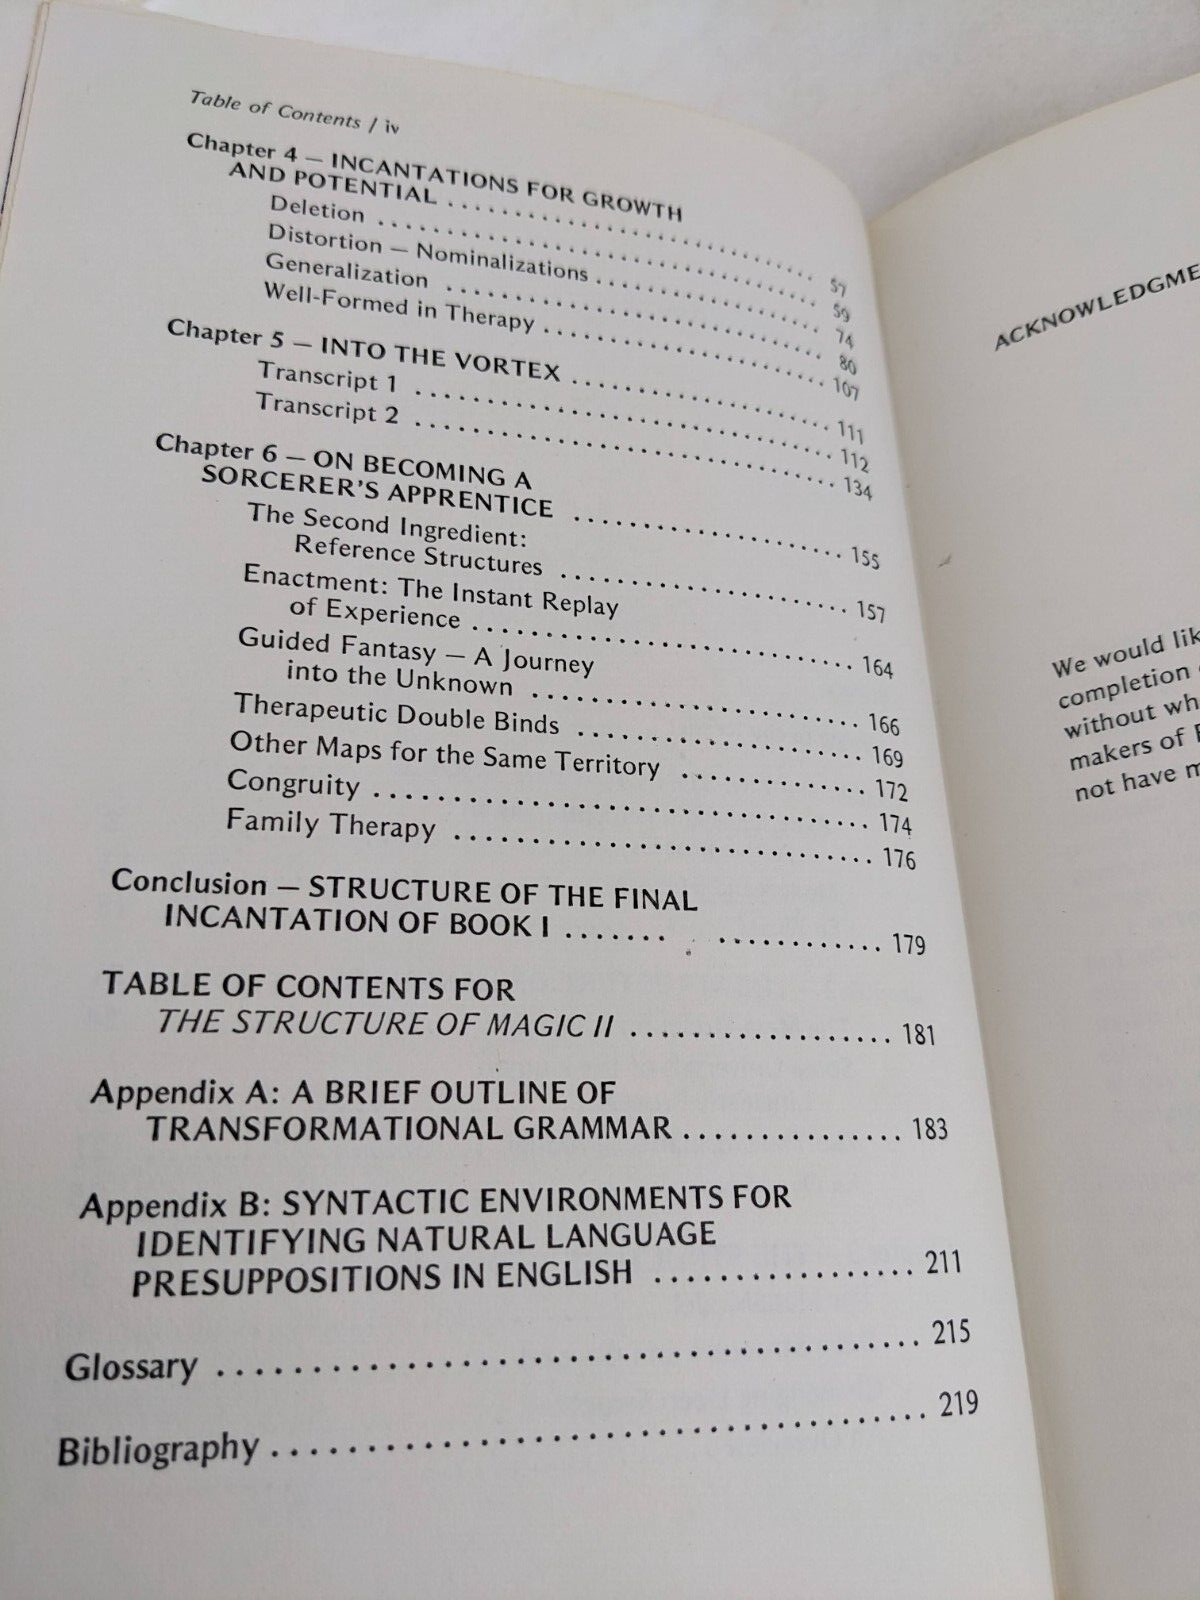 Table of Contents / iv
Chapter 4 — INCANTATIONS FOR GROWTH
AND POTENTIAL . . . . . . . . . . . . . . . . . . . . . . . . . . . . 57
Deletion . . . . . . . . . . . . . . . . . . . . . . . . . . . . . . . . . 59
Distortion — Nominalizations . . . . . . . . . . . . . . . . . 74
Generalization . . . . . . . . . . . . . . . . . . . . . . . . . . . . 80
Well-Formed in Therapy . . . . . . . . . . . . . . . . . . . . . 107
Chapter 5 — INTO THE VORTEX . . . . . . . . . . . . . . . . . . . 111
Transcript 1 . . . . . . . . . . . . . . . . . . . . . . . . . . . . . . 112
Transcript 2 . . . . . . . . . . . . . . . . . . . . . . . . . . . . . . 134
Chapter 6 — ON BECOMING A
SORCERER'S APPRENTICE . . . . . . . . . . . . . . . . . . . . 155
The Second Ingredient:
Reference Structures . . . . . . . . . . . . . . . . . . . . . 157
Enactment: The Instant Replay
of Experience . . . . . . . . . . . . . . . . . . . . . . . . . . . 164
Guided Fantasy — A Journey
into the Unknown . . . . . . . . . . . . . . . . . . . . . . . 166
Therapeutic Double Binds . . . . . . . . . . . . . . . . . . . . 169
Other Maps for the Same Territory . . . . . . . . . . . . . 172
Congruity . . . . . . . . . . . . . . . . . . . . . . . . . . . . . . . . 174
Family Therapy . . . . . . . . . . . . . . . . . . . . . . . . . . . 176
Conclusion — STRUCTURE OF THE FINAL
INCANTATION OF BOOK I . . . . . . . . . . . . . . . . . . . 179
TABLE OF CONTENTS FOR
THE STRUCTURE OF MAGIC II . . . . . . . . . . . . . . . . . . 181
Appendix A: A BRIEF OUTLINE OF
TRANSFORMATIONAL GRAMMAR . . . . . . . . . . . . . . . 183
Appendix B: SYNTACTIC ENVIRONMENTS FOR
IDENTIFYING NATURAL LANGUAGE
PRESUPPOSITIONS IN ENGLISH . . . . . . . . . . . . . . . . . 211
Glossary . . . . . . . . . . . . . . . . . . . . . . . . . . . . . . . . . . . . . . 215
Bibliography . . . . . . . . . . . . . . . . . . . . . . . . . . . . . . . . . . . 219
ACKNOWLEDGME
We would lik
completion
without wh
makers of
not have m